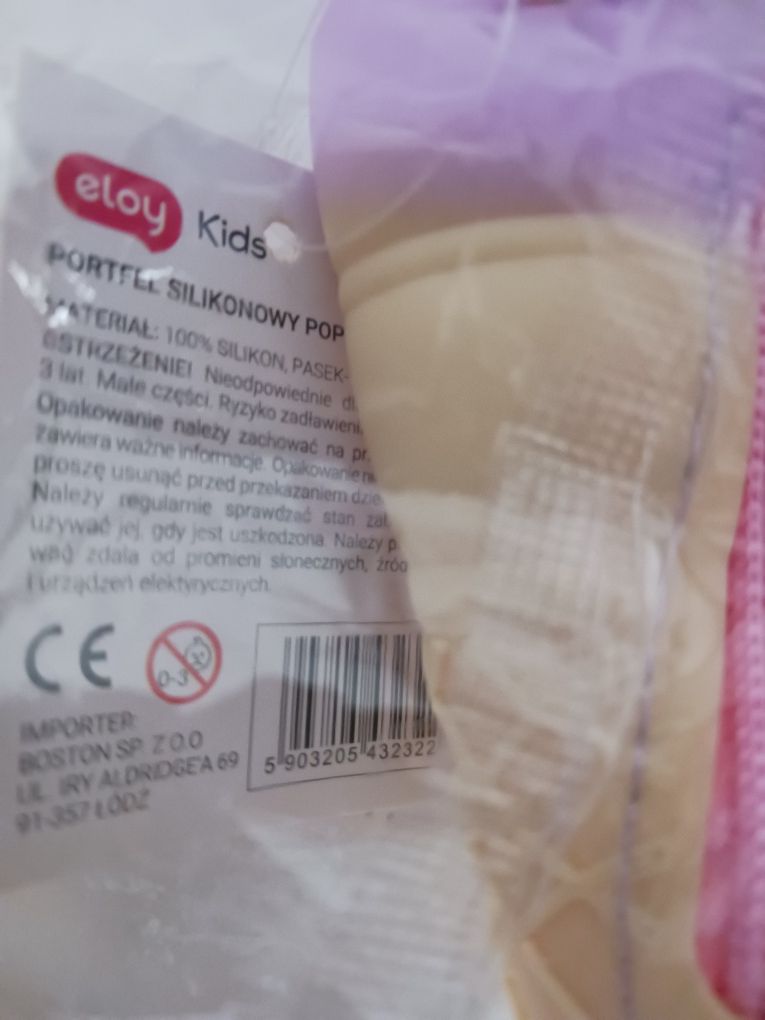 eloy Kids
PORTFEL SILIKONOWY POP
MATERIAŁ: 100% SILIKON, PASEK-
OSTRZEŻENIE! Nieodpowiednie
3 lat. Małe części. Ryzyko zadławieni
Opakowanie należy zachować na pr
zawiera ważne informacje. Opakowanie
proszę usunąć przed przekazaniem dzie
Należy regularnie sprawdzać stan
używać jej, gdy jest uszkodzona. Należy p
wać zdala od promieni słonecznych, źró
i urządzeń elektyrycznych.
CE 0-3
IMPORTER:
BOSTON SP. Z O.O
UL. IRY ALDRIDGE'A 69
91-357 ŁÓDŹ
5 903205 432322